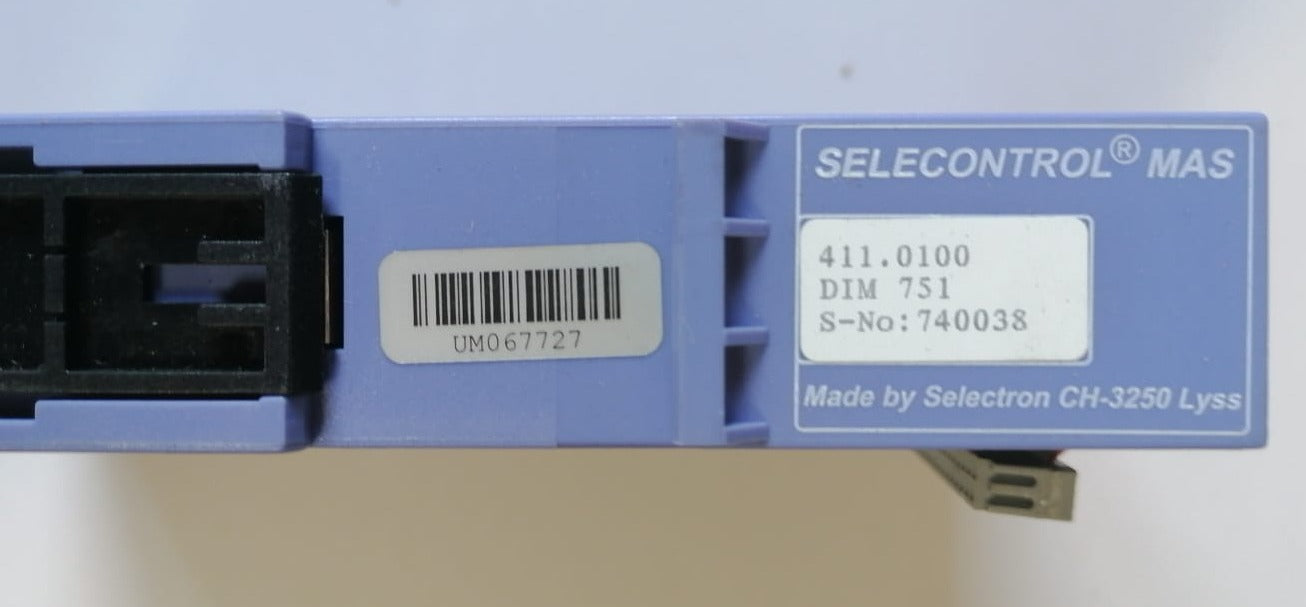 SELECONTROL® MAS
411.0100
DIM 751
S-No:740038
Made by Selectron CH-3250 Lyss
UM067727